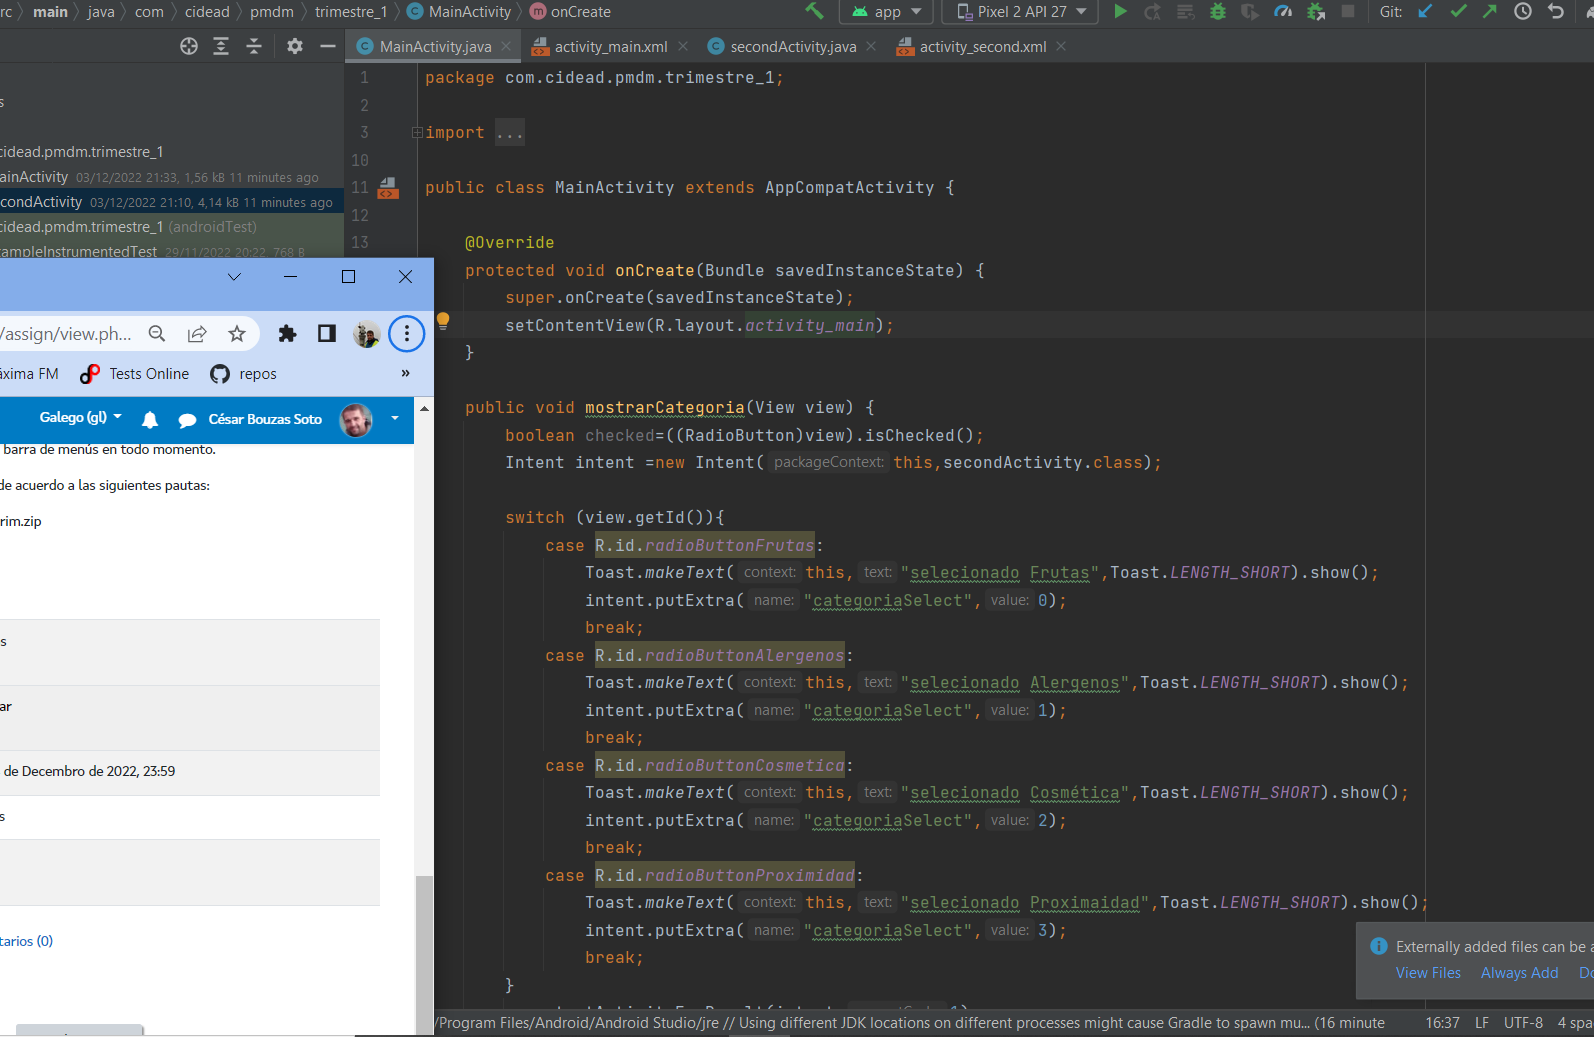 rc main java com cidead pmdm trimestre_1 MainActivity onCreate app Pixel 2 API 27 Git:
MainActivity.java activity_main.xml secondActivity.java activity_second.xml
s
cidead.pmdm.trimestre_1
ainActivity 03/12/2022 21:33, 1,56 kB 11 minutes ago
condActivity 03/12/2022 21:10, 4,14 kB 11 minutes ago
cidead.pmdm.trimestre_1 (androidTest)
xampleInstrumentedTest 29/11/2022 20:22, 768 B
/assign/view.ph...
áxima FM Tests Online repos »
Galego (gl) César Bouzas Soto
barra de menús en todo momento.
de acuerdo a las siguientes pautas:
rim.zip
s
ar
de Decembro de 2022, 23:59
s
tarios (0)
1 package com.cidead.pmdm.trimestre_1;
2
3 import ...
10
11 public class MainActivity extends AppCompatActivity {
12
13 @Override
protected void onCreate(Bundle savedInstanceState) {
super.onCreate(savedInstanceState);
setContentView(R.layout.activity_main);
}
public void mostrarCategoria(View view) {
boolean checked=((RadioButton)view).isChecked();
Intent intent =new Intent( packageContext: this,secondActivity.class);
switch (view.getId()){
case R.id.radioButtonFrutas:
Toast.makeText( context: this, text: "selecionado Frutas",Toast.LENGTH_SHORT).show();
intent.putExtra( name: "categoriaSelect", value: 0);
break;
case R.id.radioButtonAlergenos:
Toast.makeText( context: this, text: "selecionado Alergenos",Toast.LENGTH_SHORT).show();
intent.putExtra( name: "categoriaSelect", value: 1);
break;
case R.id.radioButtonCosmetica:
Toast.makeText( context: this, text: "selecionado Cosmética",Toast.LENGTH_SHORT).show();
intent.putExtra( name: "categoriaSelect", value: 2);
break;
case R.id.radioButtonProximidad:
Toast.makeText( context: this, text: "selecionado Proximaidad",Toast.LENGTH_SHORT).show();
intent.putExtra( name: "categoriaSelect", value: 3);
break;
}
Externally added files can be a
View Files Always Add Do
/Program Files/Android/Android Studio/jre // Using different JDK locations on different processes might cause Gradle to spawn mu... (16 minute 16:37 LF UTF-8 4 spa